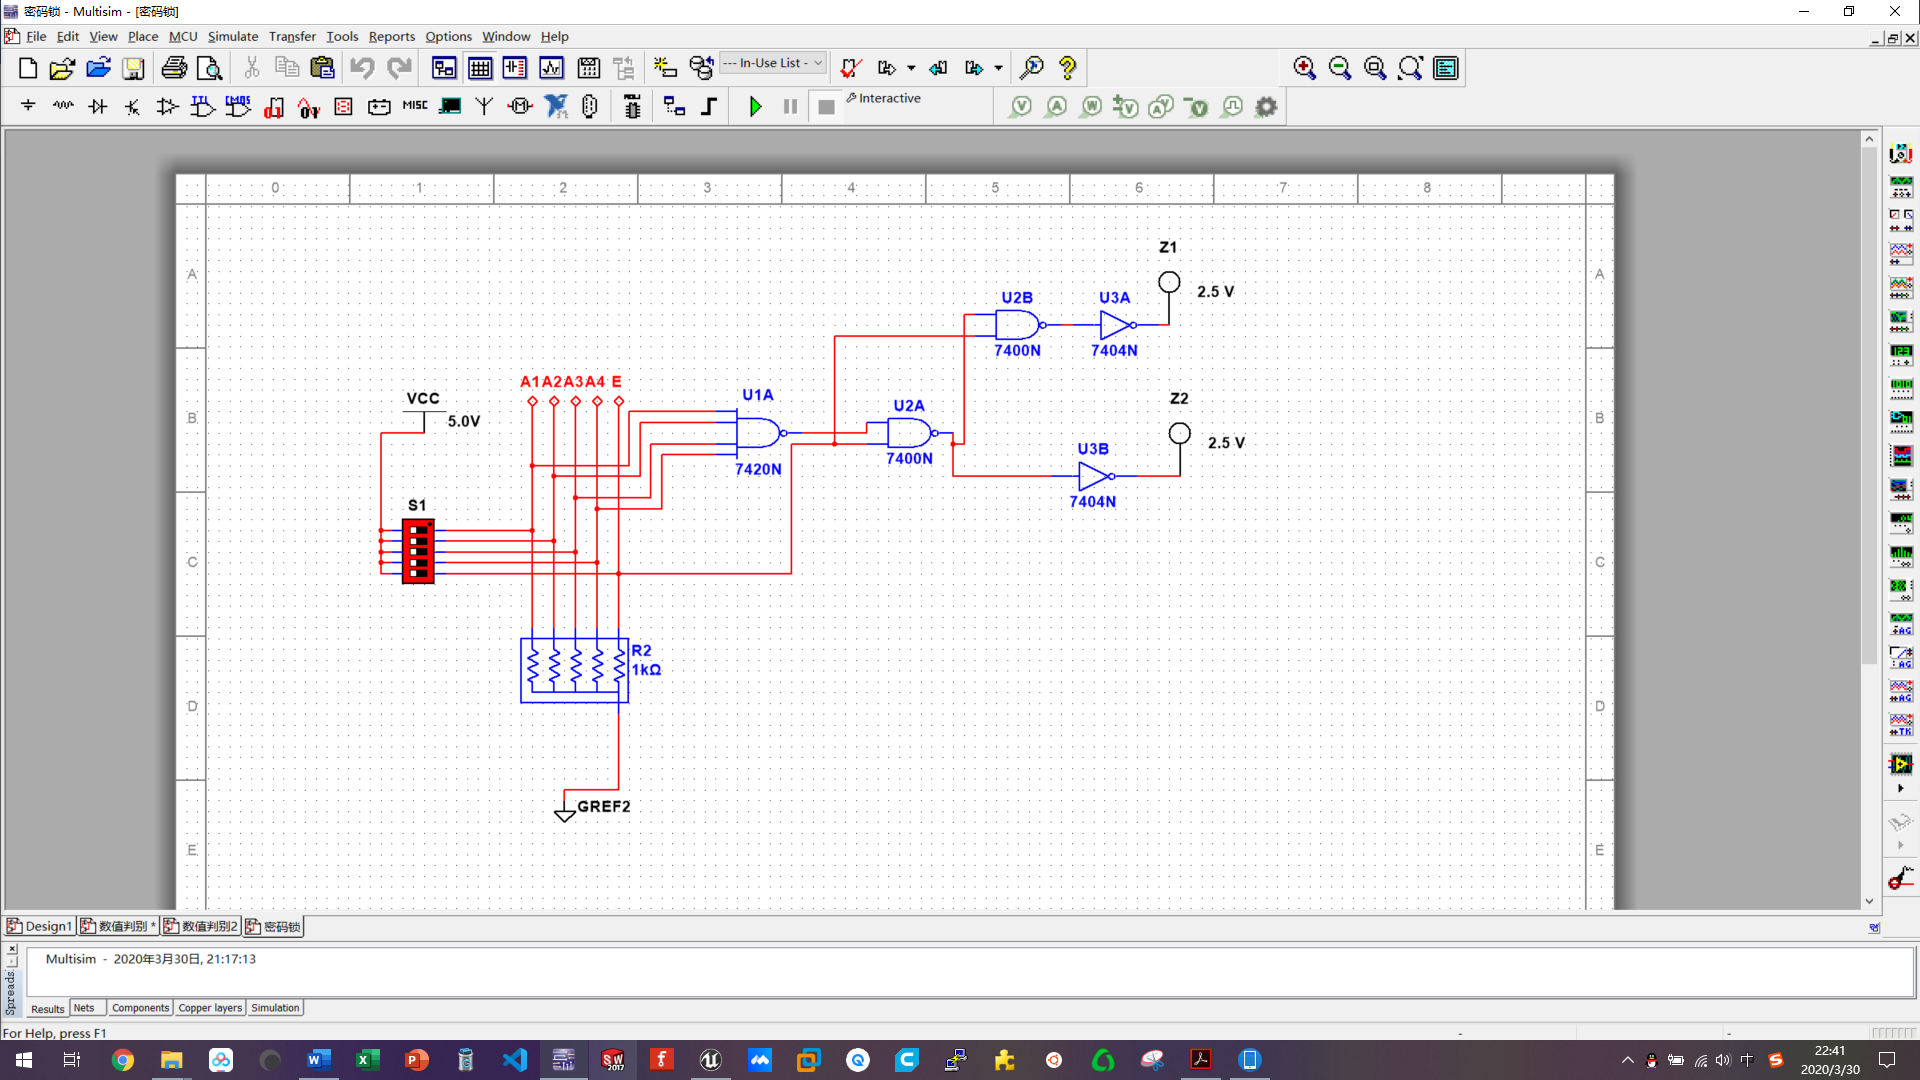 密码锁 - Multisim - [密码锁]
File Edit View Place MCU Simulate Transfer Tools Reports Options Window Help
--- In-Use List -
TTL CMOS MISC Interactive
0 1 2 3 4 5 6 7 8
Z1
A A
2.5 V
U2B U3A
7400N 7404N
A1A2A3A4 E
VCC U1A Z2
5.0V U2A
B B
2.5 V
U3B
7420N 7400N
7404N
S1
C C
R2
1kΩ
D D
GREF2
E E
Design1 数值判别 * 数值判别2 密码锁
Multisim - 2020年3月30日, 21:17:13
Spreads
Results Nets Components Copper layers Simulation
For Help, press F1
22:41
2020/3/30